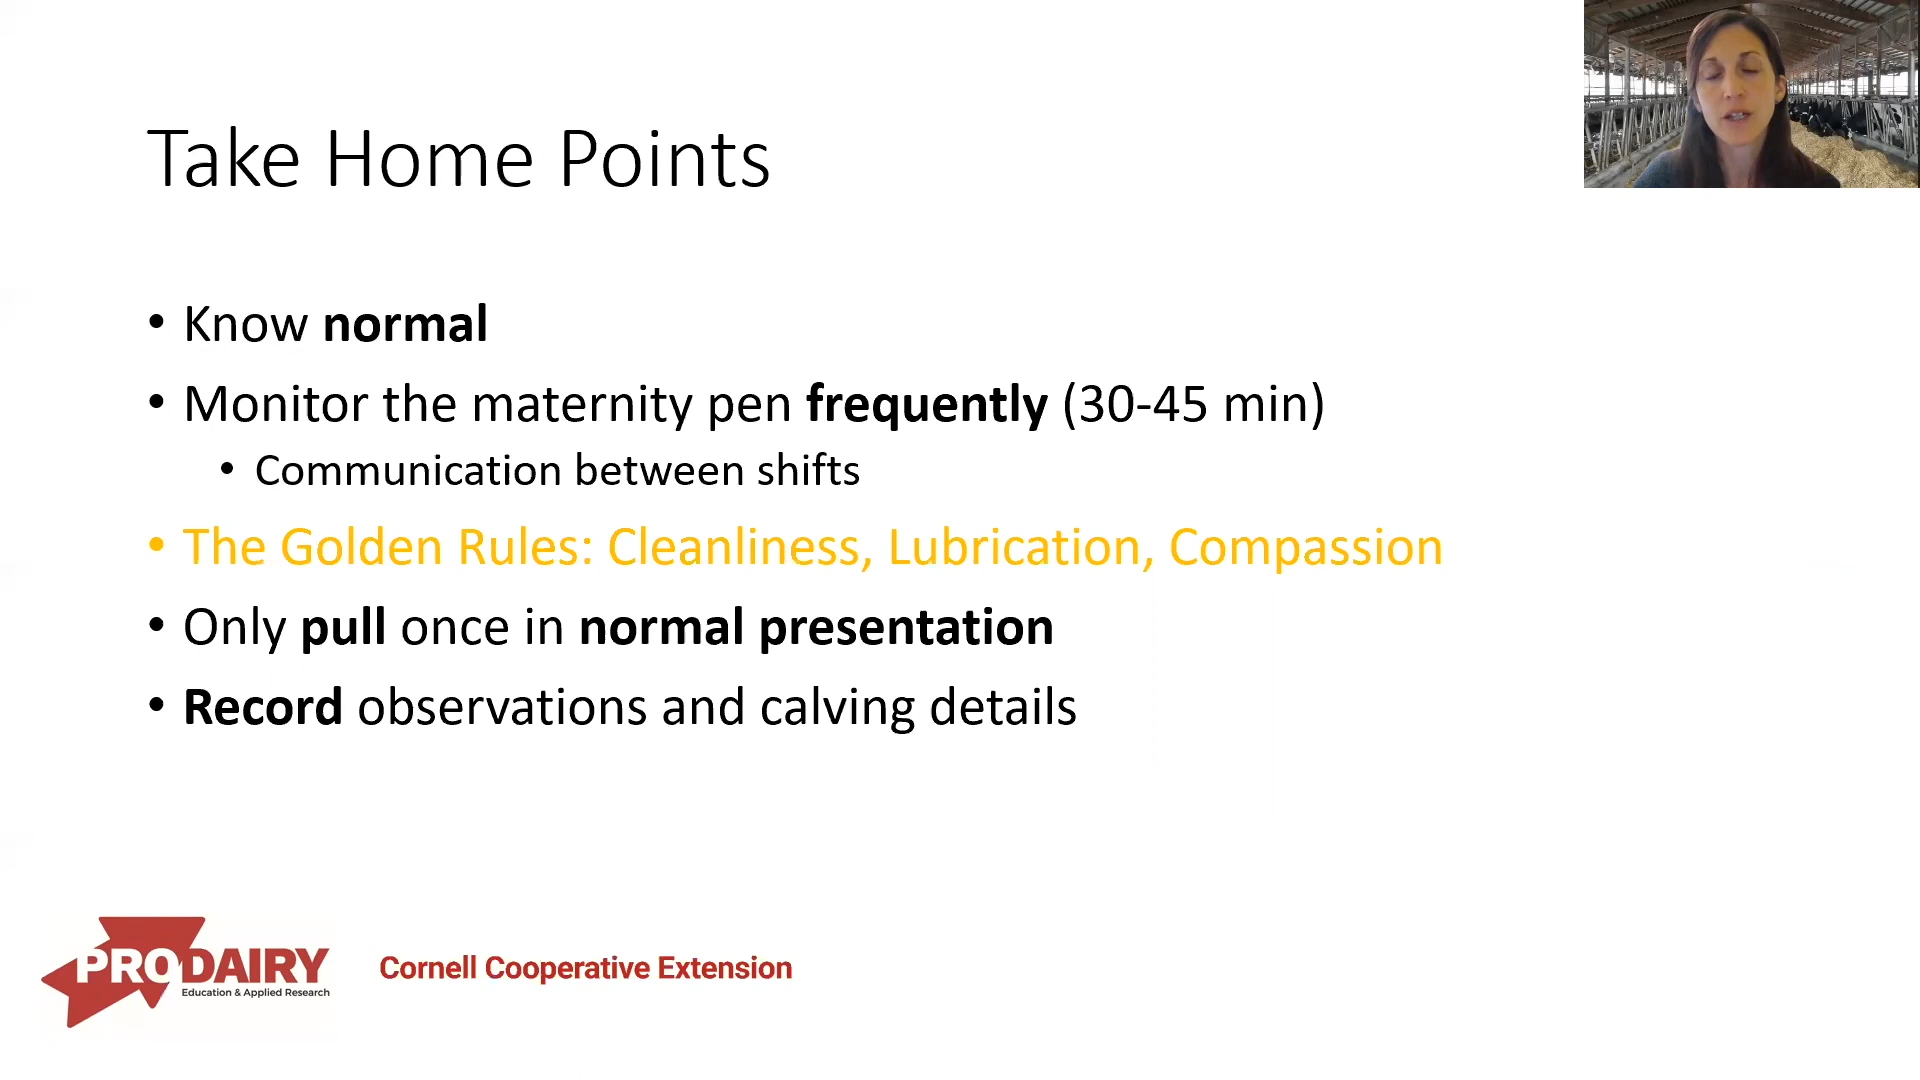 Take Home Points
• Know normal
• Monitor the maternity pen frequently (30-45 min)
• Communication between shifts
• The Golden Rules: Cleanliness, Lubrication, Compassion
• Only pull once in normal presentation
• Record observations and calving details
PRODAIRY
Education & Applied Research
Cornell Cooperative Extension